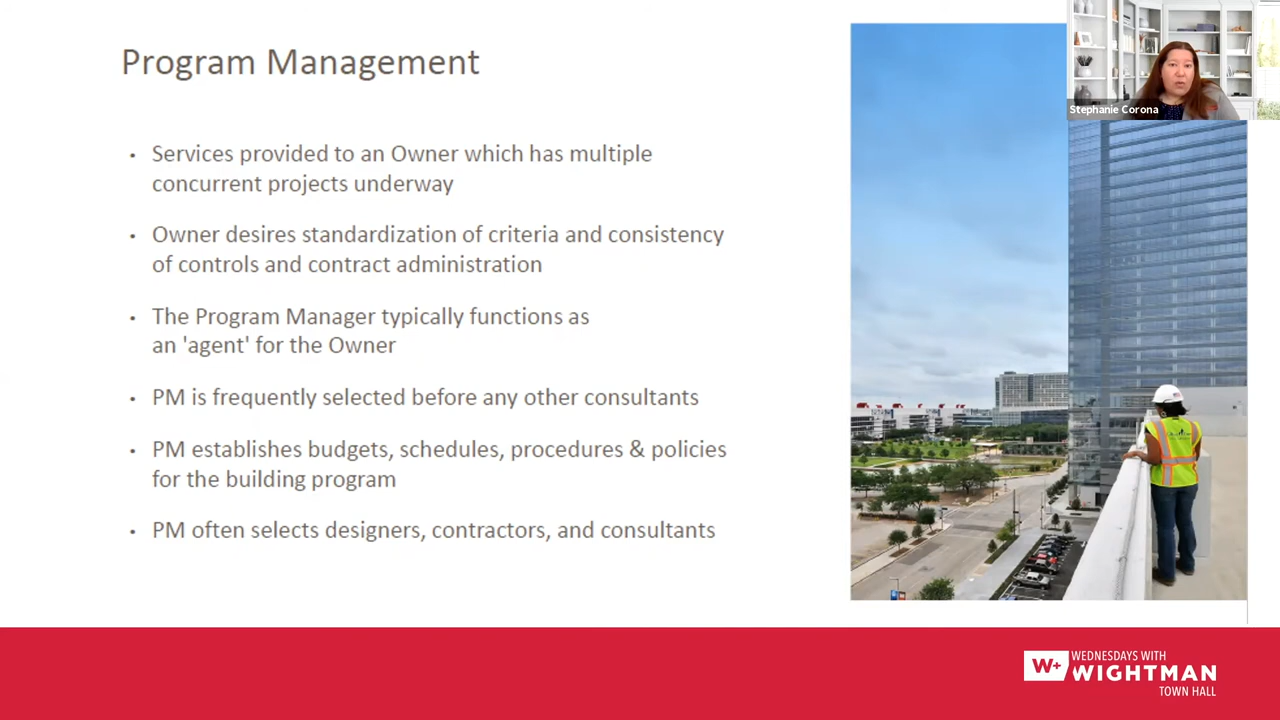 Program Management
Stephanie Corona
• Services provided to an Owner which has multiple
concurrent projects underway
• Owner desires standardization of criteria and consistency
of controls and contract administration
• The Program Manager typically functions as
an 'agent' for the Owner
• PM is frequently selected before any other consultants
• PM establishes budgets, schedules, procedures & policies
for the building program
• PM often selects designers, contractors, and consultants
W+
WEDNESDAYS WITH
WIGHTMAN
TOWN HALL